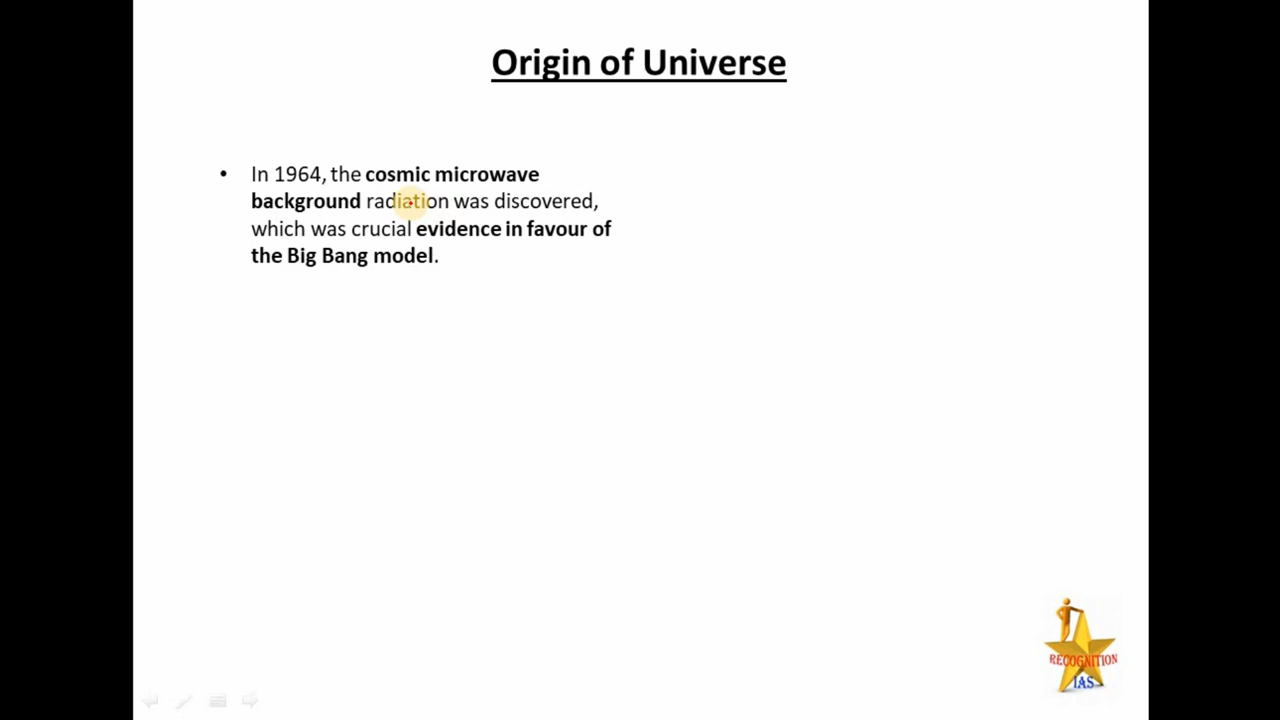 Origin of Universe
• In 1964, the cosmic microwave
background radiation was discovered,
which was crucial evidence in favour of
the Big Bang model.
RECOGNITION
IAS